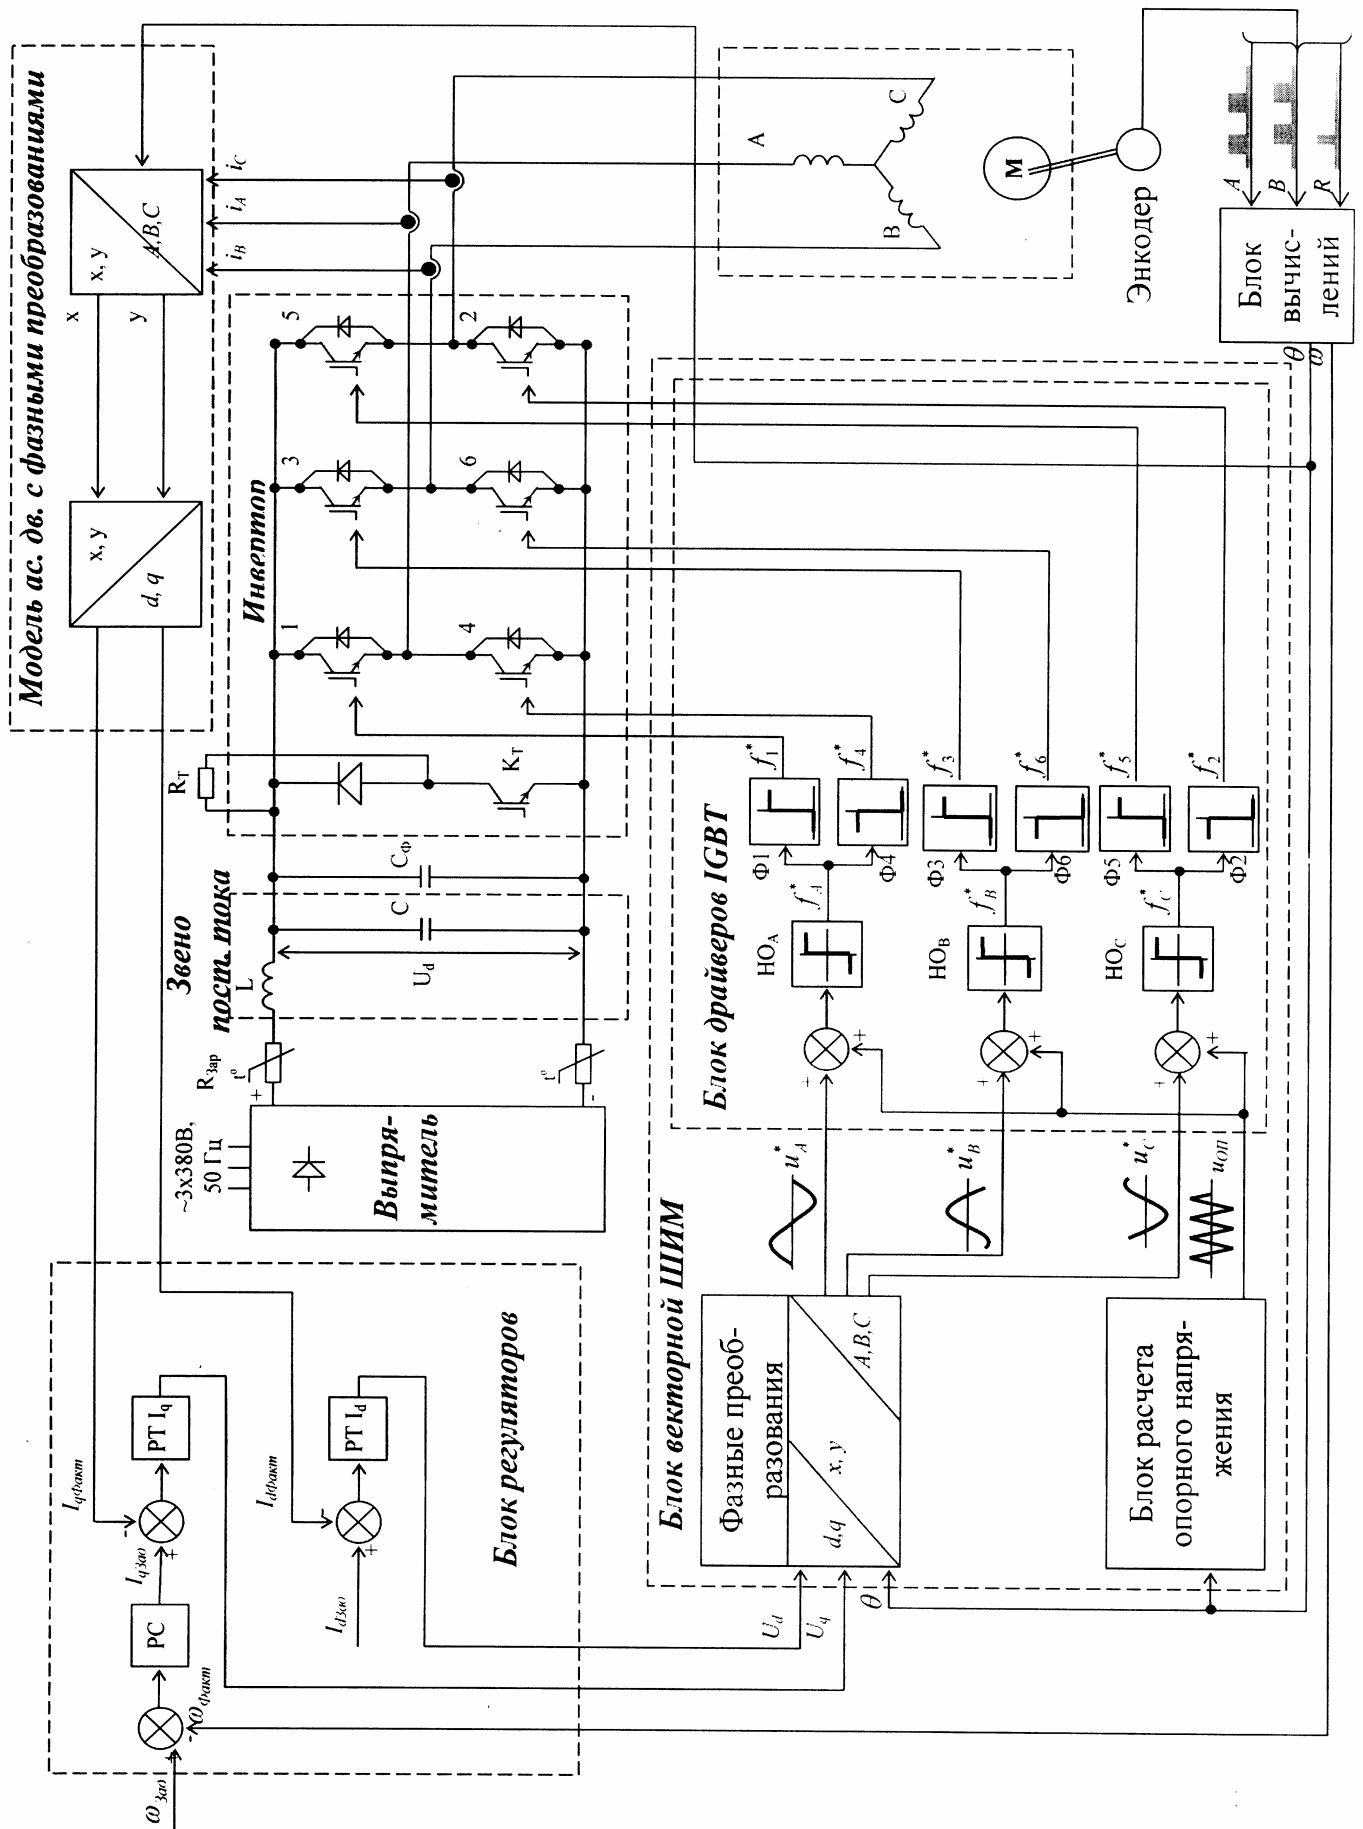 Модель ас. дв. с фазными преобразованиями
x, y
A,B,C
x
y
x, y
d, q
i_B
i_A
i_C
Инвертор
1
3
5
4
6
2
R_T
K_T
C_Ф
Звено
пост. тока
L
C
U_d
R_Зар
t°
t°
+
-
~3x380В,
50 Гц
Выпря-
митель
A
B
C
M
Энкодер
A
B
R
Блок
вычис-
лений
θ
ω
Блок регуляторов
ω_Зад
+
-
ω_факт
РС
I_qЗад
+
-
I_qФакт
РТ I_q
I_dЗад
+
-
I_dФакт
РТ I_d
Блок векторной ШИМ
U_d
U_q
θ
Фазные преоб-
разования
d,q
x, y
A,B,C
Блок расчета
опорного напря-
жения
u*_A
u*_B
u*_C
u_ОП
Блок драйверов IGBT
+
+
+
+
+
+
НО_A
НО_B
НО_C
f*_A
f*_B
f*_C
Ф1
Ф4
Ф3
Ф6
Ф5
Ф2
f*_1
f*_4
f*_3
f*_6
f*_5
f*_2